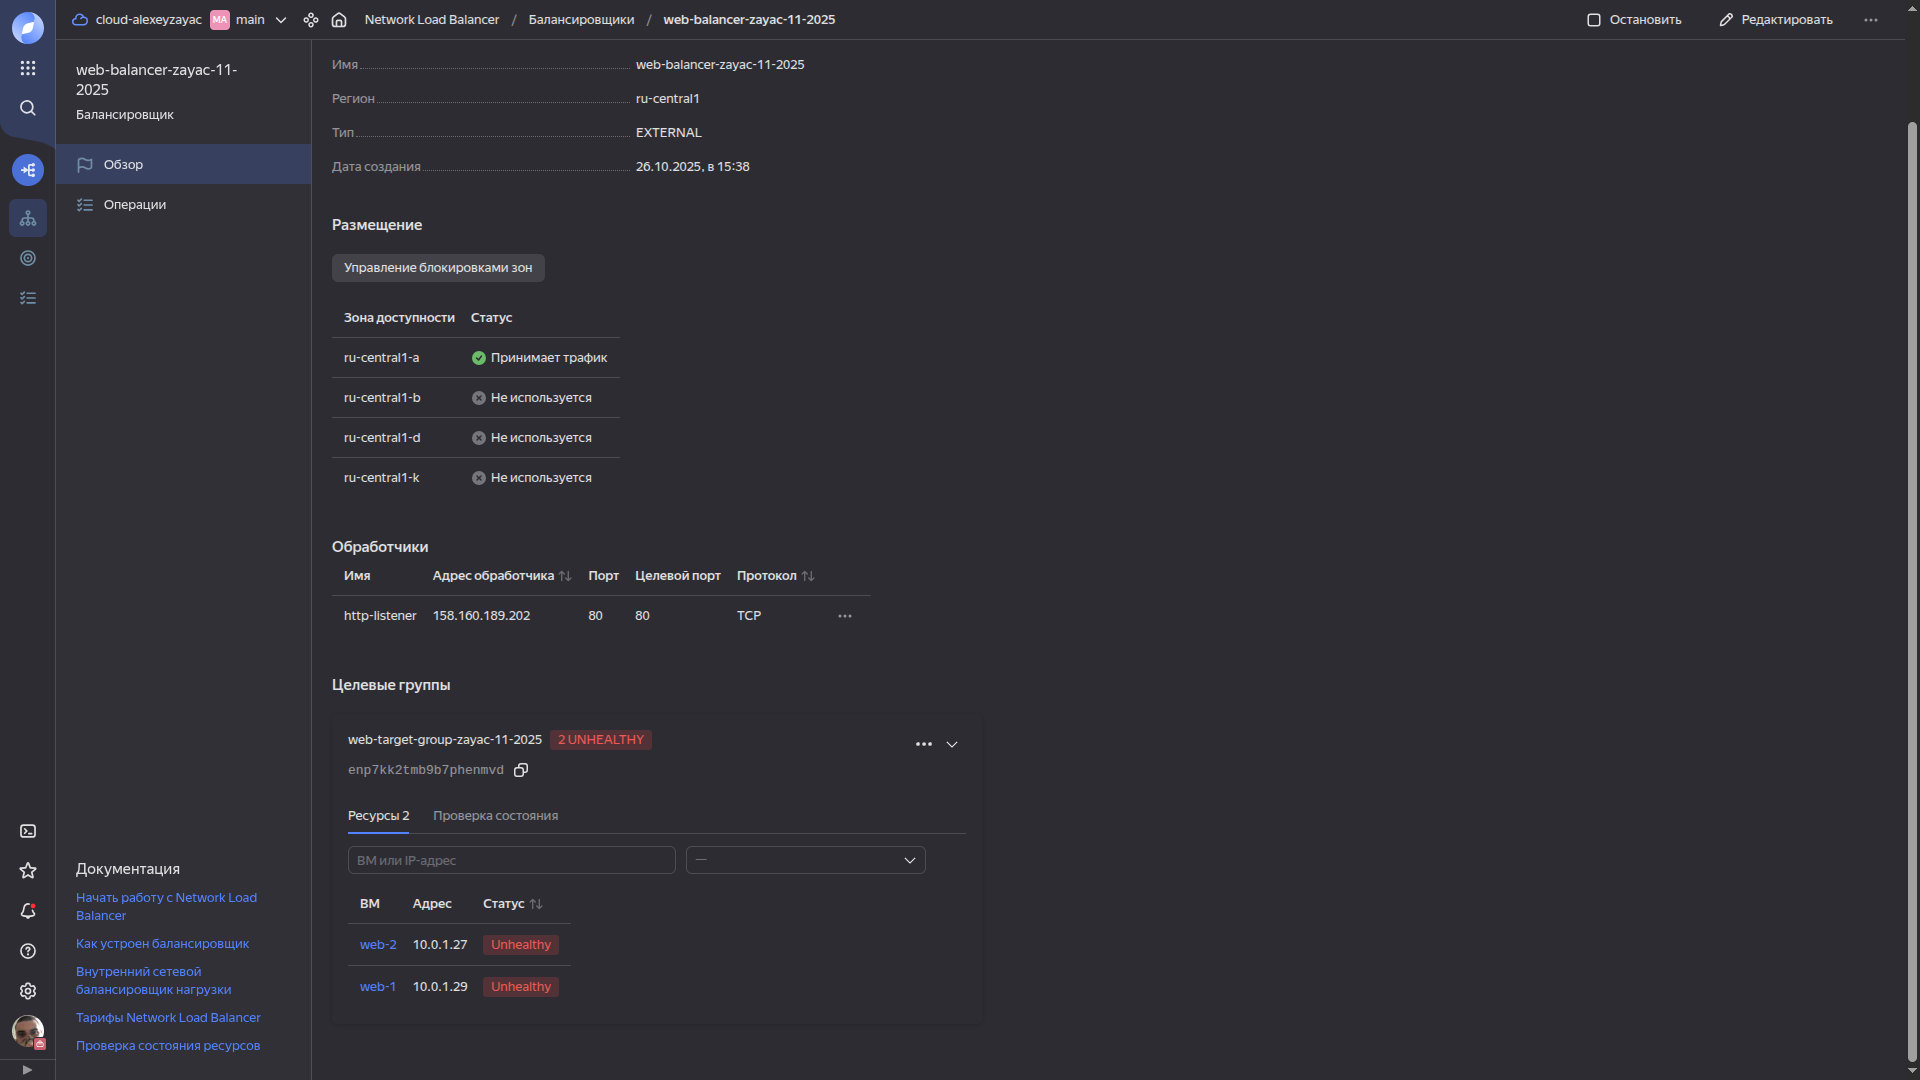 cloud-alexeyzayac MA main Network Load Balancer / Балансировщики / web-balancer-zayac-11-2025 Остановить Редактировать
web-balancer-zayac-11-
2025
Балансировщик
Обзор
Операции
Имя web-balancer-zayac-11-2025
Регион ru-central1
Тип EXTERNAL
Дата создания 26.10.2025, в 15:38
Размещение
Управление блокировками зон
Зона доступности Статус
ru-central1-a Принимает трафик
ru-central1-b Не используется
ru-central1-d Не используется
ru-central1-k Не используется
Обработчики
Имя Адрес обработчика Порт Целевой порт Протокол
http-listener 158.160.189.202 80 80 TCP
Целевые группы
web-target-group-zayac-11-2025 2 UNHEALTHY
enp7kk2tmb9b7phenmvd
Ресурсы 2 Проверка состояния
ВМ или IP-адрес —
ВМ Адрес Статус
web-2 10.0.1.27 Unhealthy
web-1 10.0.1.29 Unhealthy
Документация
Начать работу с Network Load
Balancer
Как устроен балансировщик
Внутренний сетевой
балансировщик нагрузки
Тарифы Network Load Balancer
Проверка состояния ресурсов